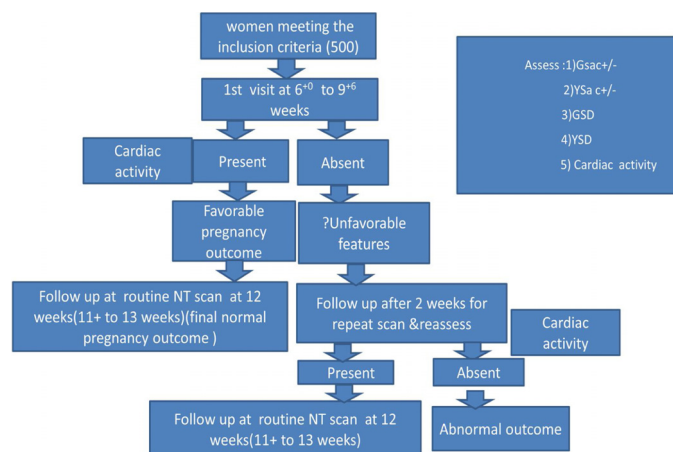 women meeting the
inclusion criteria (500)
1st visit at 6+0 to 9+6
weeks
Cardiac
activity
Present
Absent
Favorable
pregnancy
outcome
?Unfavorable
features
Follow up at routine NT scan at 12
weeks(11+ to 13 weeks)(final normal
pregnancy outcome )
Follow up after 2 weeks for
repeat scan &reassess
Cardiac
activity
Present
Absent
Follow up at routine NT scan at 12
weeks(11+ to 13 weeks)
Abnormal outcome
Assess :1)Gsac+/-
2)YSa c+/-
3)GSD
4)YSD
5) Cardiac activity